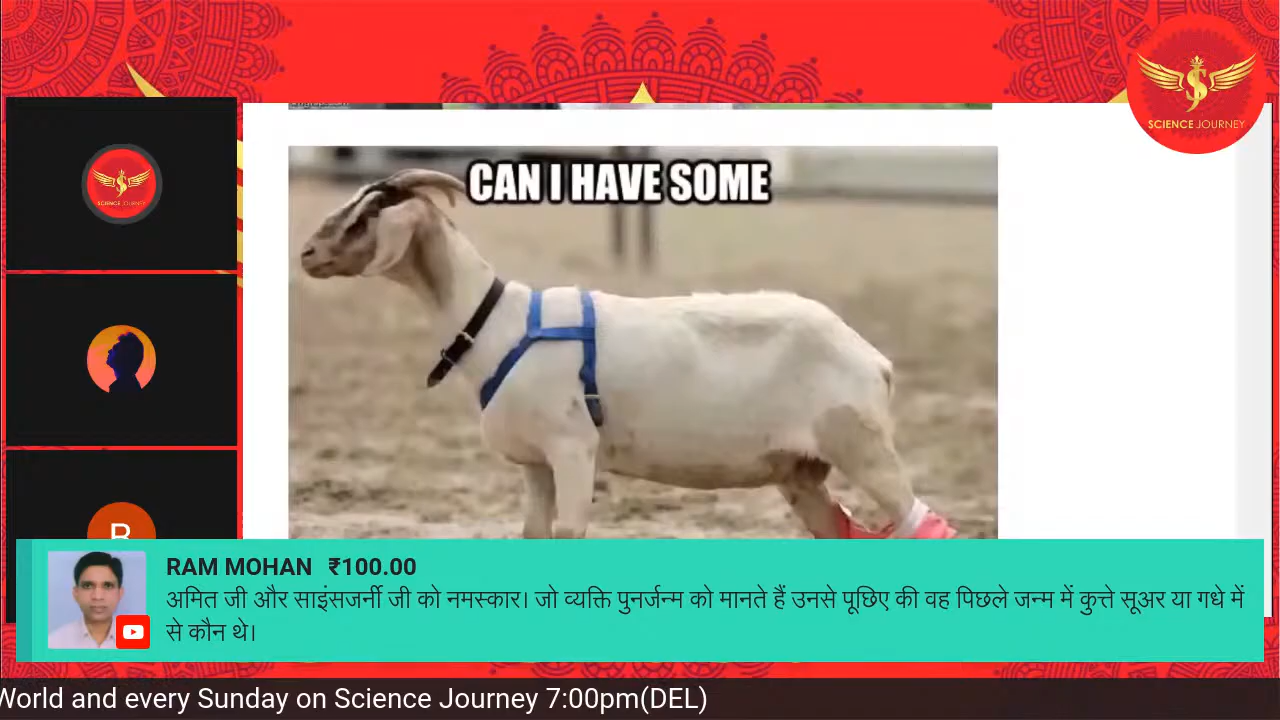 SCIENCE JOURNEY
SCIENCE JOURNEY
CAN I HAVE SOME
RAM MOHAN ₹100.00
अमित जी और साइंसजर्नी जी को नमस्कार। जो व्यक्ति पुनर्जन्म को मानते हैं उनसे पूछिए की वह पिछले जन्म में कुत्ते सूअर या गधे में
से कौन थे।
World and every Sunday on Science Journey 7:00pm(DEL)